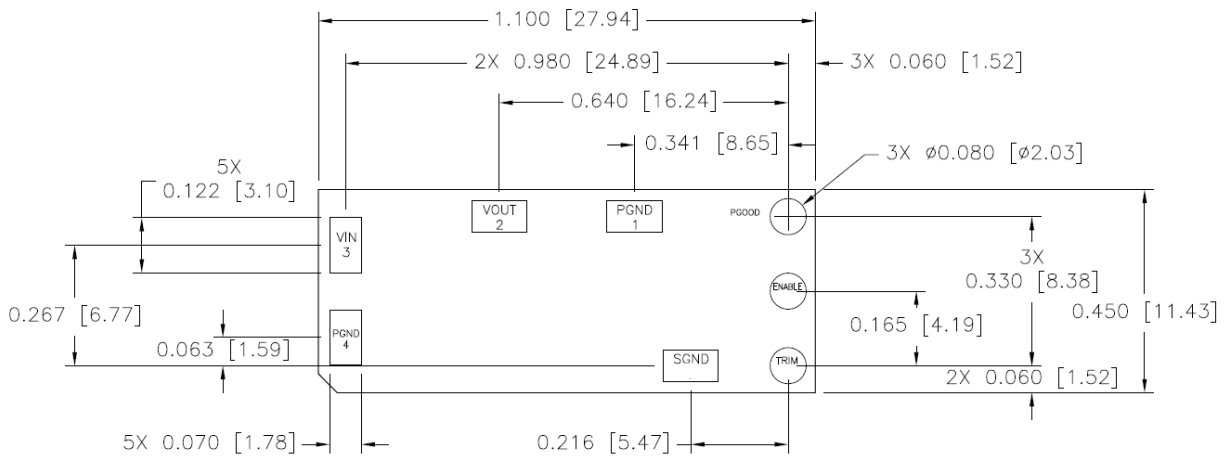 1.100 [27.94]
2X 0.980 [24.89]
3X 0.060 [1.52]
0.640 [16.24]
0.341 [8.65]
3X ø0.080 [ø2.03]
5X
0.122 [3.10]
VOUT
2
PGND
1
PGOOD
VIN
3
3X
0.330 [8.38]
ENABLE
0.450 [11.43]
0.267 [6.77]
0.165 [4.19]
PGND
4
0.063 [1.59]
SGND
TRIM
2X 0.060 [1.52]
5X 0.070 [1.78]
0.216 [5.47]